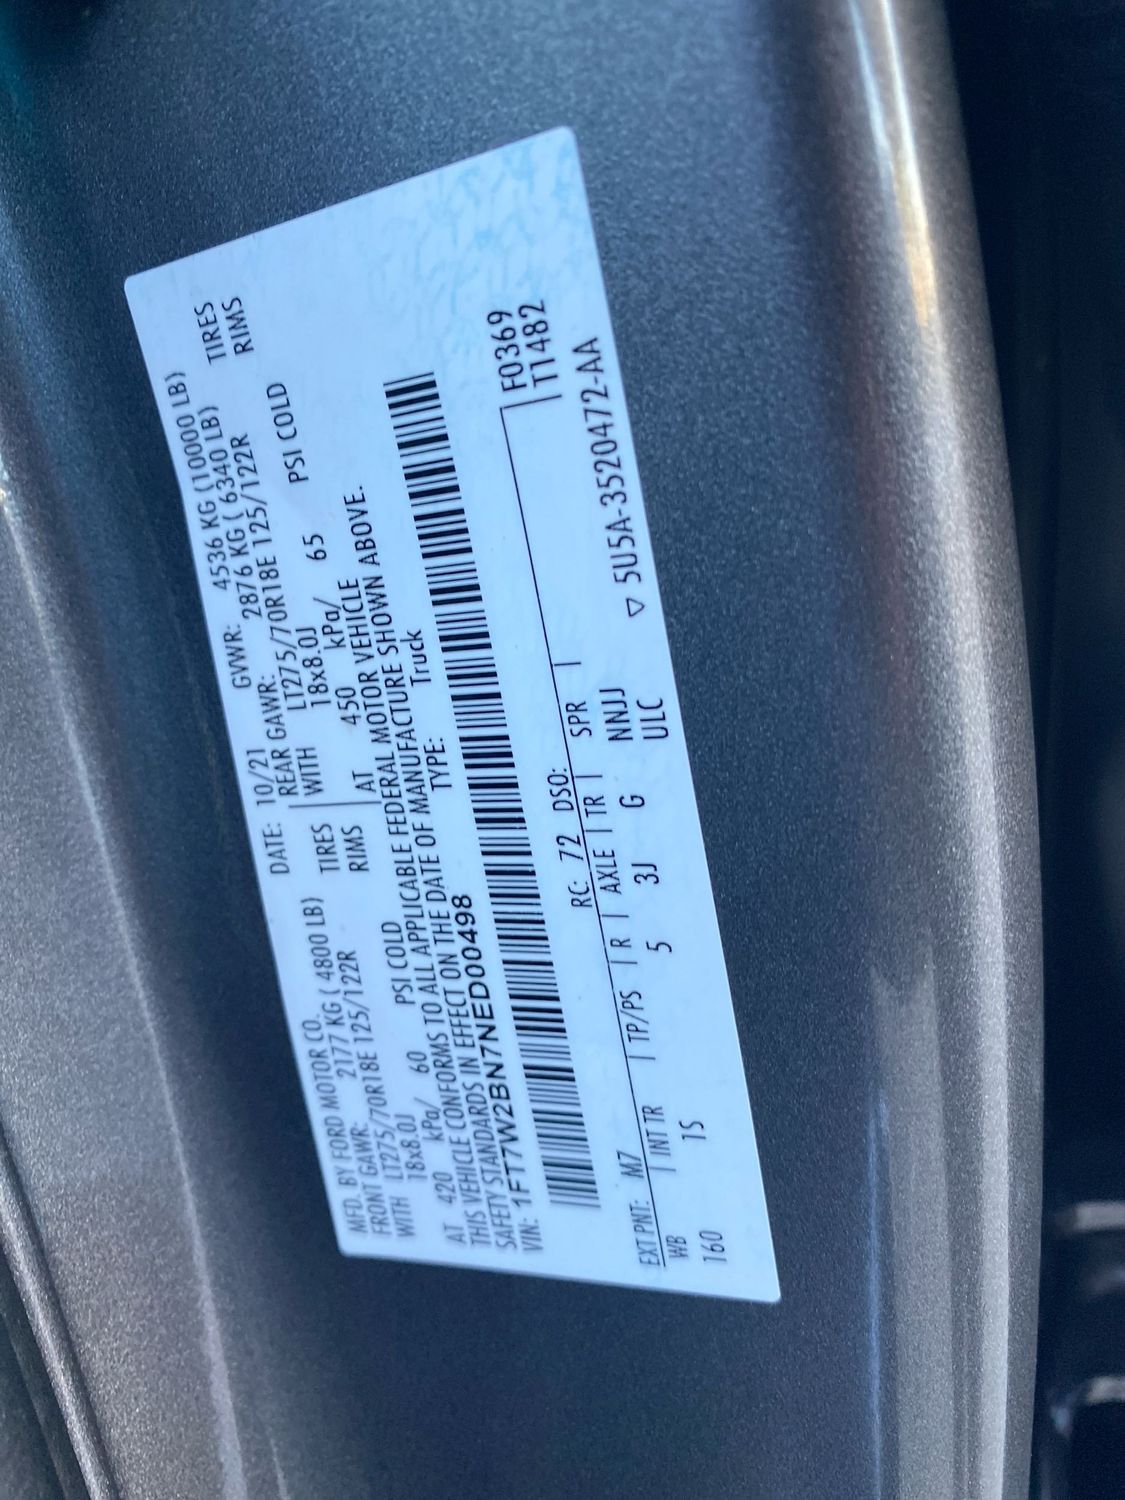 MFD. BY FORD MOTOR CO. DATE: 10/21 GVWR: 4536 KG (10000 LB)
FRONT GAWR: 2177 KG ( 4800 LB) REAR GAWR: 2876 KG ( 6340 LB)
WITH LT275/70R18E 125/122R TIRES WITH LT275/70R18E 125/122R TIRES
18x8.0J RIMS 18x8.0J RIMS
AT 420 kPa/ 60 PSI COLD AT 450 kPa/ 65 PSI COLD
THIS VEHICLE CONFORMS TO ALL APPLICABLE FEDERAL MOTOR VEHICLE
SAFETY STANDARDS IN EFFECT ON THE DATE OF MANUFACTURE SHOWN ABOVE.
VIN: 1FT7W2BN7NED00498 TYPE: Truck
F0369
T1482
EXT PNT: M7 RC: 72 DSO:
WB INT TR TP/PS R AXLE TR SPR
160 1S 5 3J G NNJJ
ULC
▽ 5U5A-3520472-AA